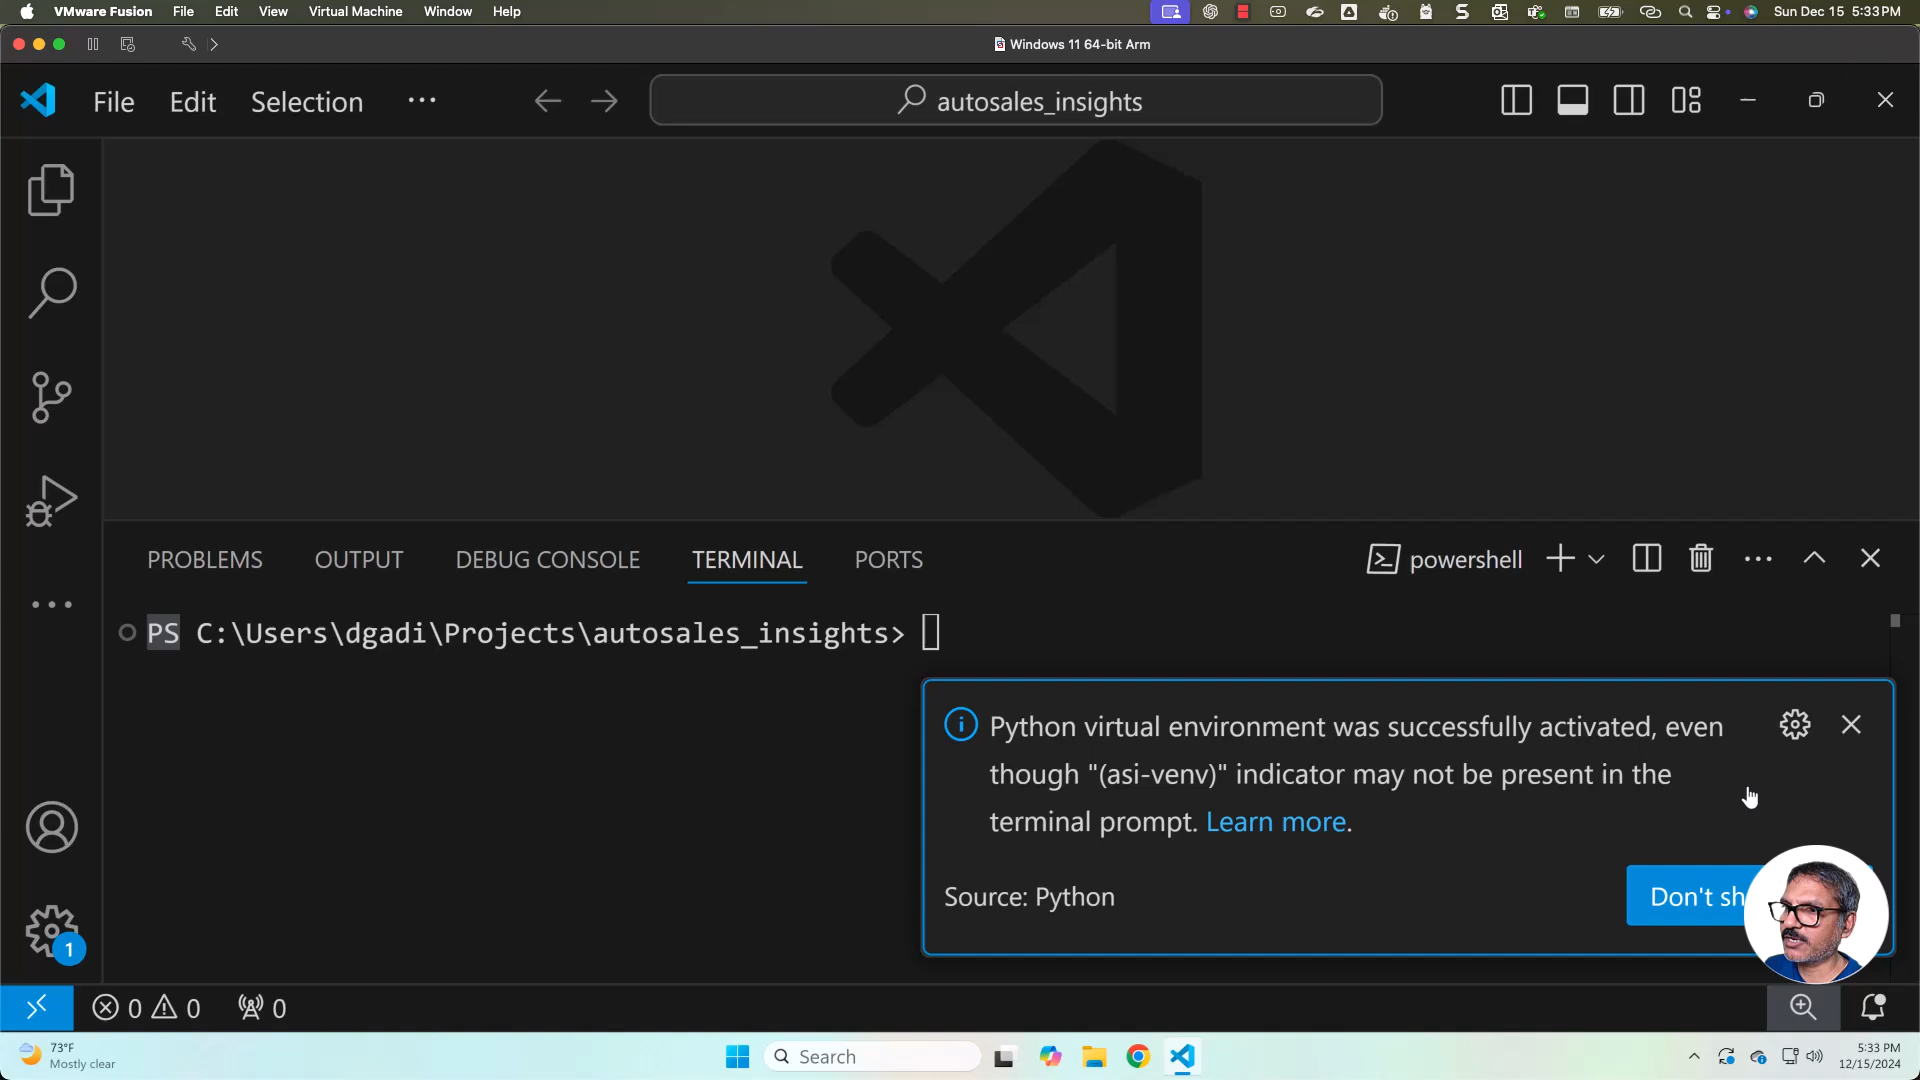 VMware Fusion File Edit View Virtual Machine Window Help Sun Dec 15 5:33 PM
Windows 11 64-bit Arm
File Edit Selection ··· autosales_insights
PROBLEMS OUTPUT DEBUG CONSOLE TERMINAL PORTS powershell
PS C:\Users\dgadi\Projects\autosales_insights>
Python virtual environment was successfully activated, even
though "(asi-venv)" indicator may not be present in the
terminal prompt. Learn more.
Source: Python Don't sh
1
0 0 0
73°F
Mostly clear
Search
5:33 PM
12/15/2024